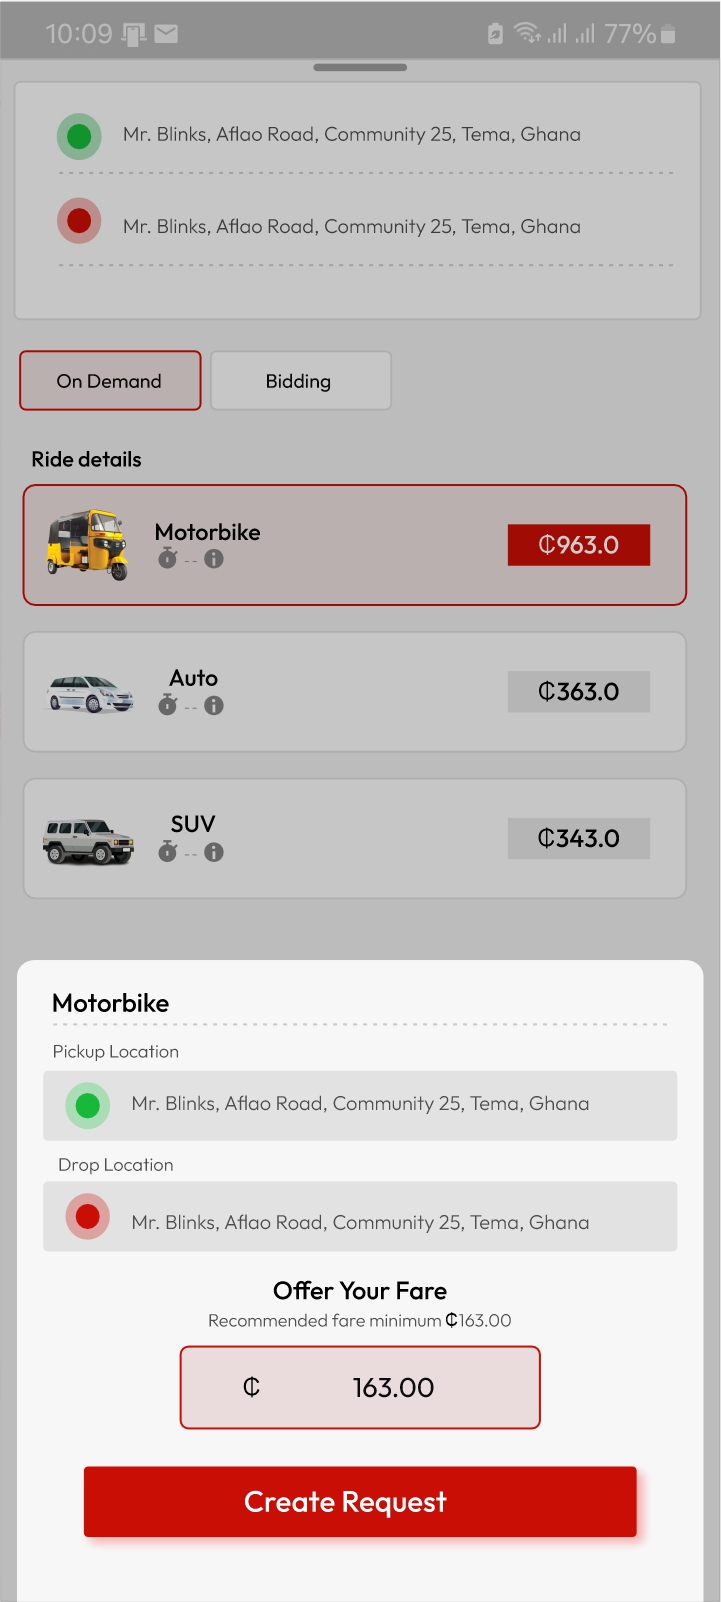 10:09 77%
Mr. Blinks, Aflao Road, Community 25, Tema, Ghana
Mr. Blinks, Aflao Road, Community 25, Tema, Ghana
On Demand Bidding
Ride details
Motorbike
-- ₵963.0
Auto
-- ₵363.0
SUV
-- ₵343.0
Motorbike
Pickup Location
Mr. Blinks, Aflao Road, Community 25, Tema, Ghana
Drop Location
Mr. Blinks, Aflao Road, Community 25, Tema, Ghana
Offer Your Fare
Recommended fare minimum ₵163.00
₵ 163.00
Create Request